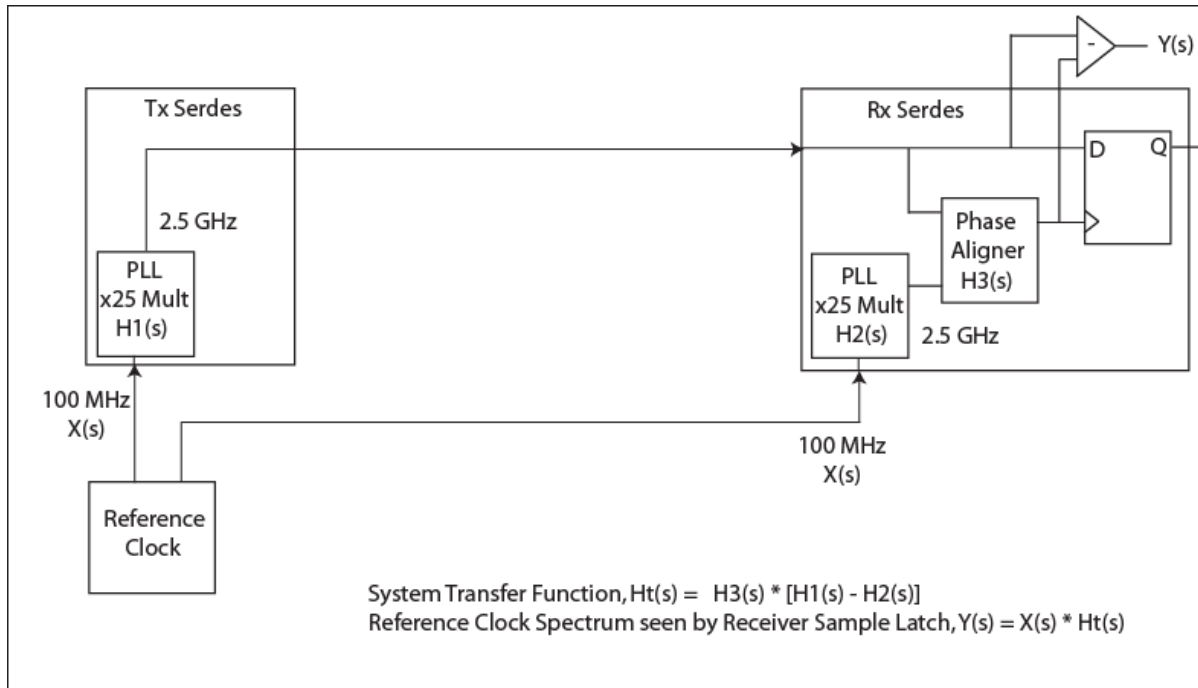 Y(s)
-
Tx Serdes
Rx Serdes
D
Q
2.5 GHz
Phase
Aligner
H3(s)
PLL
x25 Mult
H1(s)
PLL
x25 Mult
H2(s)
2.5 GHz
100 MHz
X(s)
100 MHz
X(s)
Reference
Clock
System Transfer Function, Ht(s) = H3(s) * [H1(s) - H2(s)]
Reference Clock Spectrum seen by Receiver Sample Latch, Y(s) = X(s) * Ht(s)